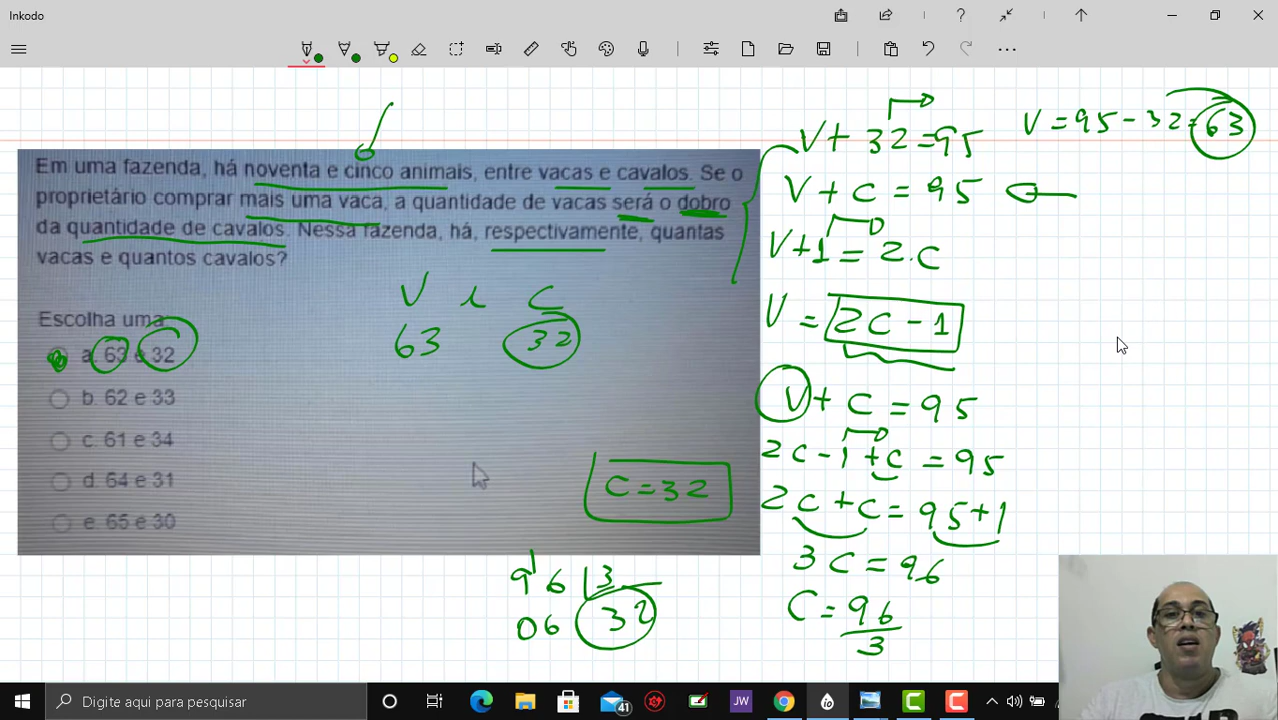 Inkodo
V + 32 = 95
V = 95 - 32 = 63
Em uma fazenda, há noventa e cinco animais, entre vacas e cavalos. Se o
proprietário comprar mais uma vaca, a quantidade de vacas será o dobro
da quantidade de cavalos. Nessa fazenda, há, respectivamente, quantas
vacas e quantos cavalos?
V + C = 95
V+1 = 2.C
V e C
63 32
V = 2C - 1
Escolha uma:
a. 63 e 32
b. 62 e 33
c. 61 e 34
d. 64 e 31
e. 65 e 30
V + C = 95
2C - 1 + C = 95
C = 32
2C + C = 95+1
3C = 96
96 | 3
06 32
C = 96
3
Digite aqui para pesquisar
41
JW
io